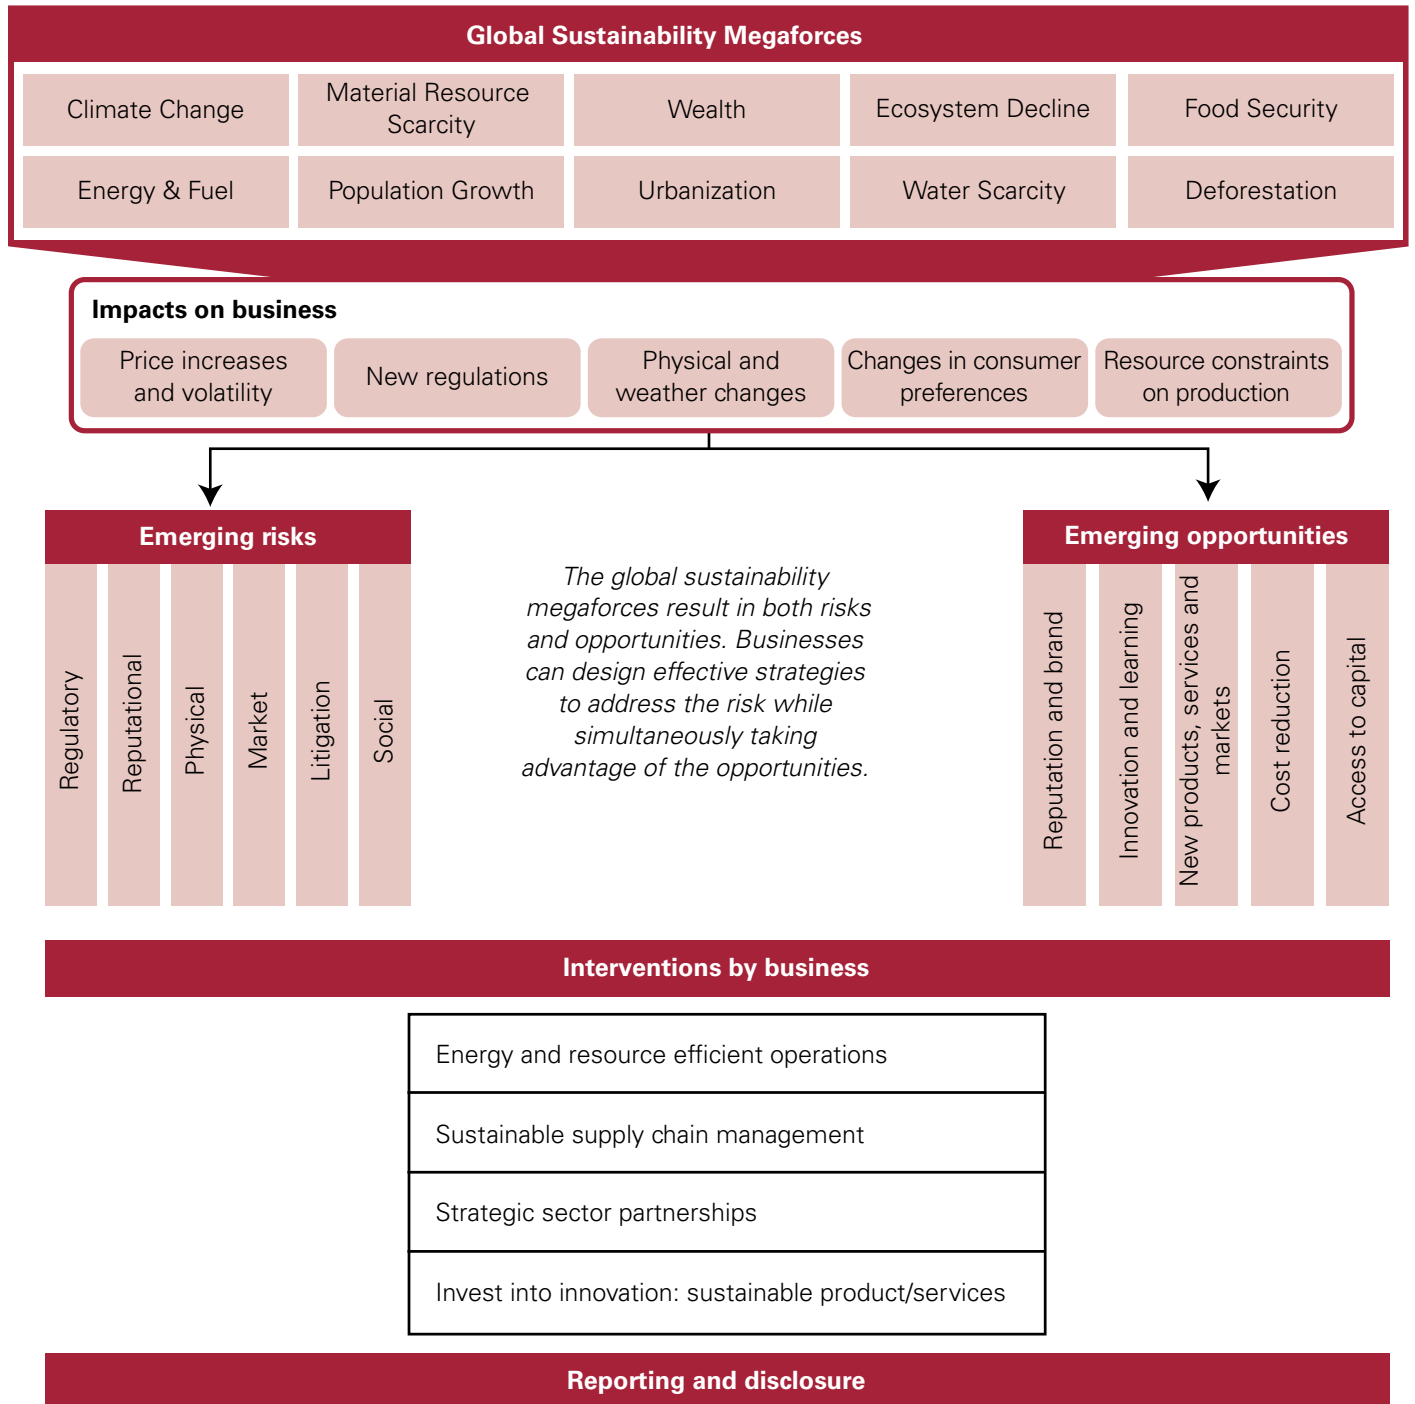 Global Sustainability Megaforces
Climate Change
Material Resource
Scarcity
Wealth
Ecosystem Decline
Food Security
Energy & Fuel
Population Growth
Urbanization
Water Scarcity
Deforestation
Impacts on business
Price increases
and volatility
New regulations
Physical and
weather changes
Changes in consumer
preferences
Resource constraints
on production
Emerging risks
Regulatory
Reputational
Physical
Market
Litigation
Social
The global sustainability
megaforces result in both risks
and opportunities. Businesses
can design effective strategies
to address the risk while
simultaneously taking
advantage of the opportunities.
Emerging opportunities
Reputation and brand
Innovation and learning
New products, services and
markets
Cost reduction
Access to capital
Interventions by business
Energy and resource efficient operations
Sustainable supply chain management
Strategic sector partnerships
Invest into innovation: sustainable product/services
Reporting and disclosure